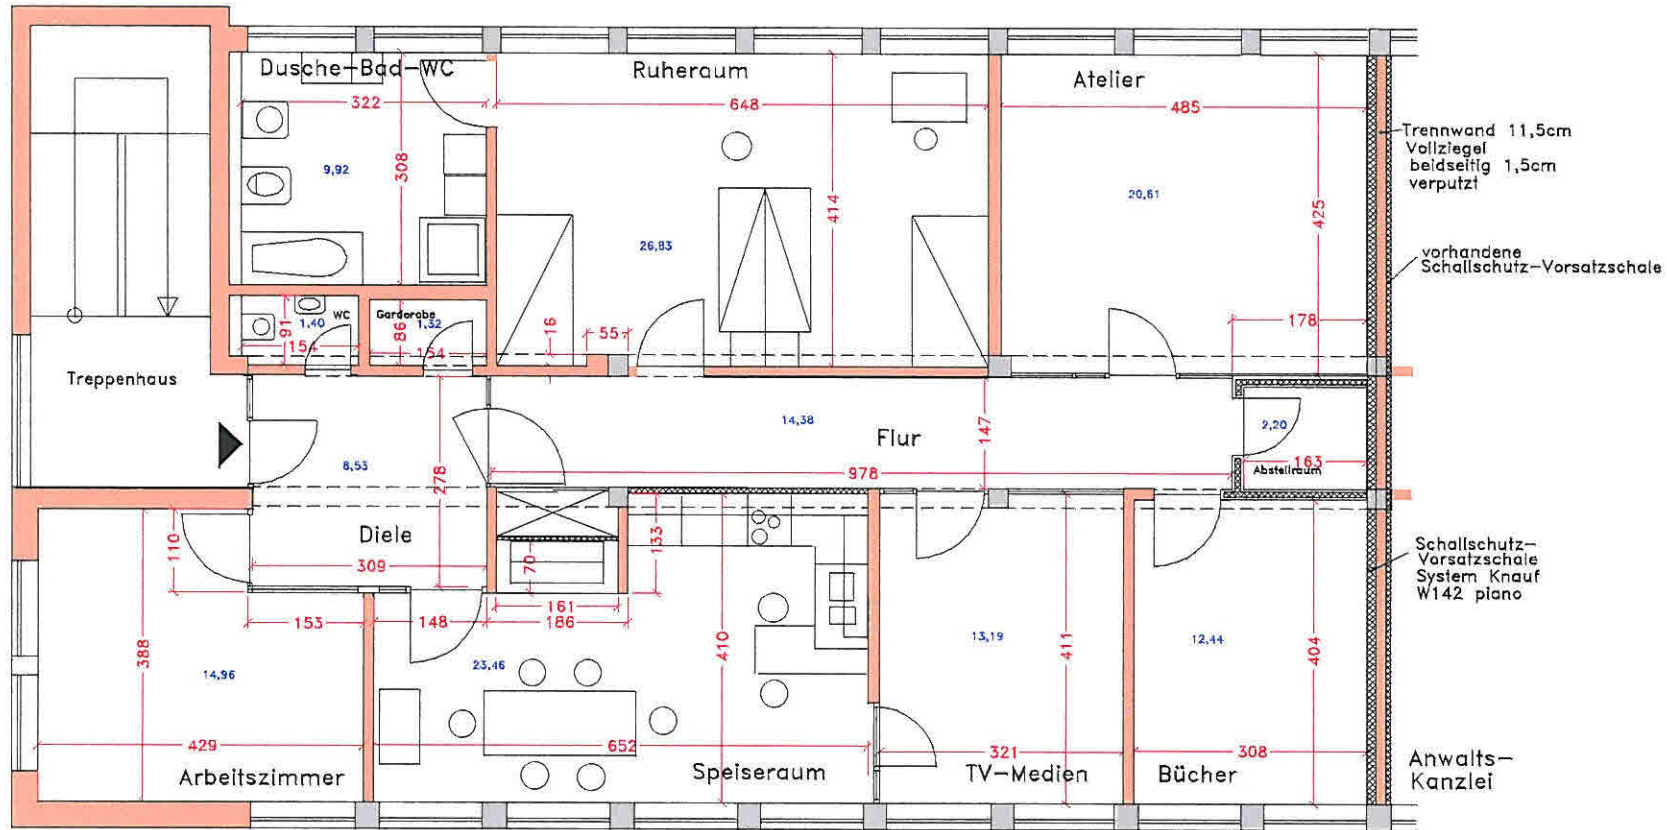 Dusche-Bad-WC
Ruheraum
Atelier
322
648
485
Trennwand 11,5cm
Vollziegel
beidseitig 1,5cm
verputzt
9,92
308
414
20,61
425
26,83
vorhandene
Schallschutz-Vorsatzschale
WC
Garderobe
91
1,40
86
1,32
154
154
16
55
178
Treppenhaus
14,38
Flur
147
2,20
8,53
278
978
163
Abstellraum
110
Diele
309
70
133
Schallschutz-
Vorsatzschale
System Knauf
W142 piano
161
153
148
186
388
410
411
404
14,96
23,46
13,19
12,44
429
652
321
308
Arbeitszimmer
Speiseraum
TV-Medien
Bücher
Anwalts-
Kanzlei